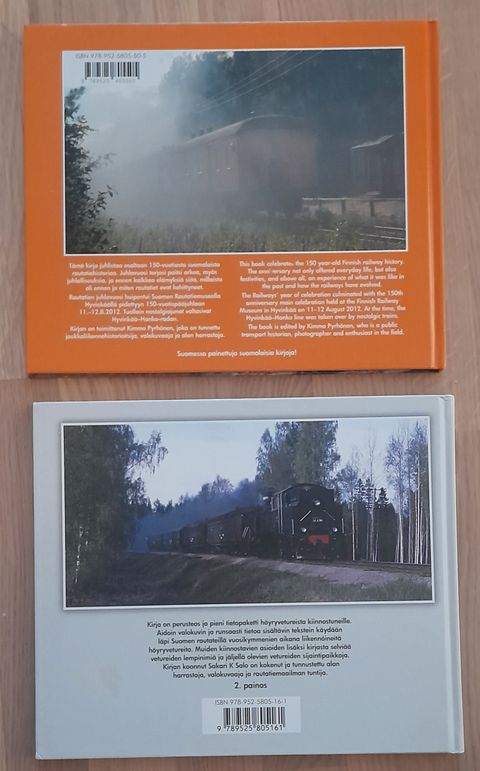 ISBN 978-952-5805-50-5
9 789525 805505
Tämä kirja juhlistaa osaltaan 150-vuotiasta suomalaista
rautatiehistoriaa. Juhlavuosi tarjosi paitsi arkea, myön
juhlallisuuksia, ja ennen kaikkea elämyksiä siitä, millaista
oli ennen ja miten rautatiet ovat kehittyneet.
Rautatien juhlavuosi huipentui Suomen Rautatiemuseolla
Hyvinkäällä pidettyyn 150-vuotispääjuhlaan
11.–12.8.2012. Tuolloin nostalgiajunat valtasivat
Hyvinkää–Hanko-radan.
Kirjan on toimittanut Kimmo Pyrhönen, joka on tunnettu
joukkoliikennehistorioitsija, valokuvaaja ja alan harrastaja.
This book celebrates the 150 year-old Finnish railway history.
The anniversary not only offered everyday life, but also
festivities, and above all, an experience of what it was like in
the past and how the railways have evolved.
The Railways' year of celebration culminated with the 150th
anniversary main celebration held at the Finnish Railway
Museum in Hyvinkää on 11–12 August 2012. At the time, the
Hyvinkää–Hanko line was taken over by nostalgic trains.
The book is edited by Kimmo Pyrhönen, who is a public
transport historian, photographer and enthusiast in the field.
Suomessa painettuja suomalaisia kirjoja!
Kirja on perusteos ja pieni tietopaketti höyryvetureista kiinnostuneille.
Aidoin valokuvin ja runsaasti tietoa sisältävin tekstein käydään
läpi Suomen rautateillä vuosikymmenien aikana liikennöineitä
höyryvetureita. Muiden kiinnostavien asioiden lisäksi kirjasta selviää
vetureiden lempinimiä ja jäljellä olevien vetureiden sijaintipaikkoja.
Kirjan koonnut Sakari K Salo on kokenut ja tunnustettu alan
harrastaja, valokuvaaja ja rautatiemaailman tuntija.
2. painos
ISBN 978-952-5805-16-1
9 789525 805161